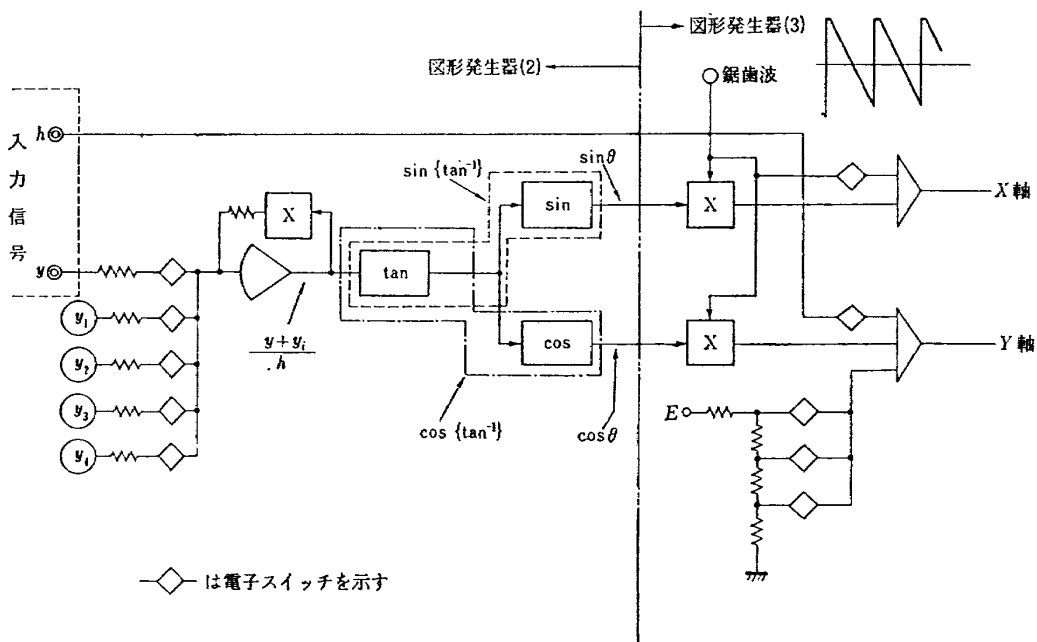 図形発生器(3)
図形発生器(2)
鋸歯波
入力信号
h
sin {tan⁻¹}
sinθ
sin
X
X
X軸
y
tan
y₁
y+yᵢ
.h
cos
X
Y軸
y₂
y₃
cos {tan⁻¹}
cosθ
E
y₄
は電子スイッチを示す